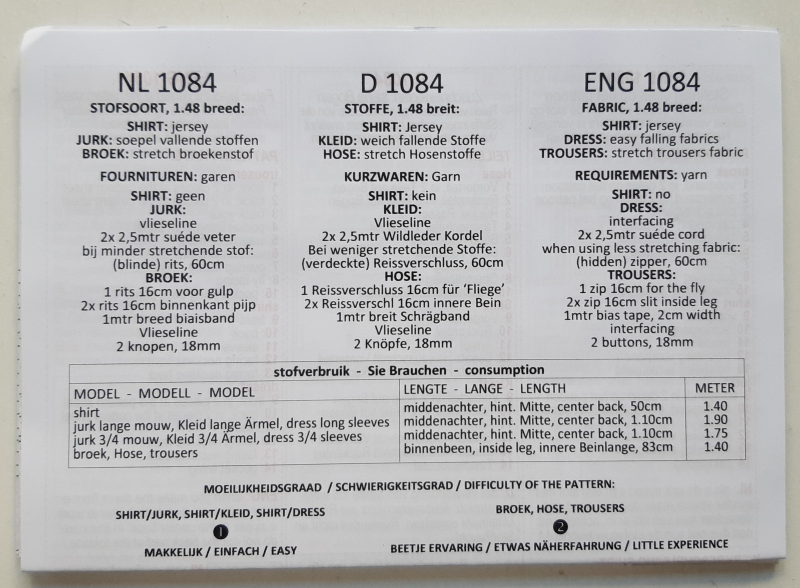 NL 1084
STOFSOORT, 1.48 breed:
SHIRT: jersey
JURK: soepel vallende stoffen
BROEK: stretch broekenstof
FOURNITUREN: garen
SHIRT: geen
JURK:
vlieseline
2x 2,5mtr suéde veter
bij minder stretchende stof:
(blinde) rits, 60cm
BROEK:
1 rits 16cm voor gulp
2x rits 16cm binnenkant pijp
1mtr breed biaisband
Vlieseline
2 knopen, 18mm
D 1084
STOFFE, 1.48 breit:
SHIRT: Jersey
KLEID: weich fallende Stoffe
HOSE: stretch Hosenstoffe
KURZWAREN: Garn
SHIRT: kein
KLEID:
Vlieseline
2x 2,5mtr Wildleder Kordel
Bei weniger stretchende Stoffe:
(verdeckte) Reissverschluss, 60cm
HOSE:
1 Reissverschluss 16cm für ‘Fliege’
2x Reissverschl 16cm innere Bein
1mtr breit Schrägband
Vlieseline
2 Knöpfe, 18mm
ENG 1084
FABRIC, 1.48 breed:
SHIRT: jersey
DRESS: easy falling fabrics
TROUSERS: stretch trousers fabric
REQUIREMENTS: yarn
SHIRT: no
DRESS:
interfacing
2x 2,5mtr suéde cord
when using less stretching fabric:
(hidden) zipper, 60cm
TROUSERS:
1 zip 16cm for the fly
2x zip 16cm slit inside leg
1mtr bias tape, 2cm width
interfacing
2 buttons, 18mm
stofverbruik - Sie Brauchen - consumption
MODEL - MODELL - MODEL LENGTE - LANGE - LENGTH METER
shirt middenachter, hint. Mitte, center back, 50cm 1.40
jurk lange mouw, Kleid lange Ärmel, dress long sleeves middenachter, hint. Mitte, center back, 1.10cm 1.90
jurk 3/4 mouw, Kleid 3/4 Ärmel, dress 3/4 sleeves middenachter, hint. Mitte, center back, 1.10cm 1.75
broek, Hose, trousers binnenbeen, inside leg, innere Beinlange, 83cm 1.40
MOEILIJKHEIDSGRAAD / SCHWIERIGKEITSGRAD / DIFFICULTY OF THE PATTERN:
SHIRT/JURK, SHIRT/KLEID, SHIRT/DRESS
❶
MAKKELIJK / EINFACH / EASY
BROEK, HOSE, TROUSERS
❷
BEETJE ERVARING / ETWAS NÄHERFAHRUNG / LITTLE EXPERIENCE